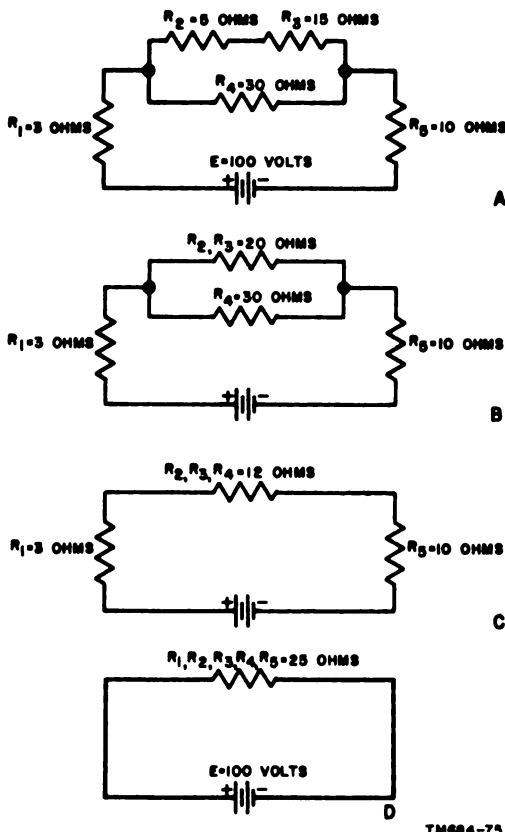 R2=5 OHMS R3=15 OHMS
R4=30 OHMS
R1=3 OHMS R5=10 OHMS
E=100 VOLTS
+ -
A
R2, R3=20 OHMS
R4=30 OHMS
R1=3 OHMS R5=10 OHMS
+ -
B
R2, R3, R4=12 OHMS
R1=3 OHMS R5=10 OHMS
+ -
C
R1, R2, R3, R4, R5=25 OHMS
E=100 VOLTS
+ -
D
TM684-75